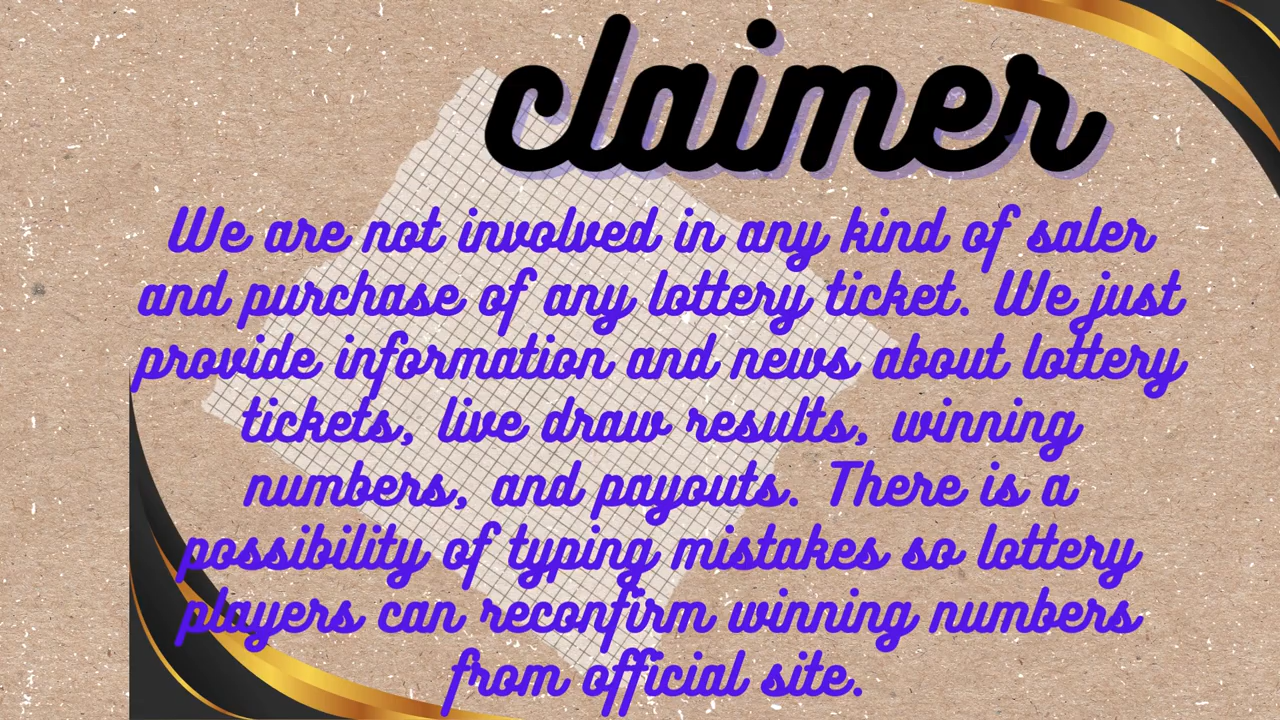 claimer
We are not involved in any kind of saler
and purchase of any lottery ticket. We just
provide information and news about lottery
tickets, live draw results, winning
numbers, and payouts. There is a
possibility of typing mistakes so lottery
players can reconfirm winning numbers
from official site.